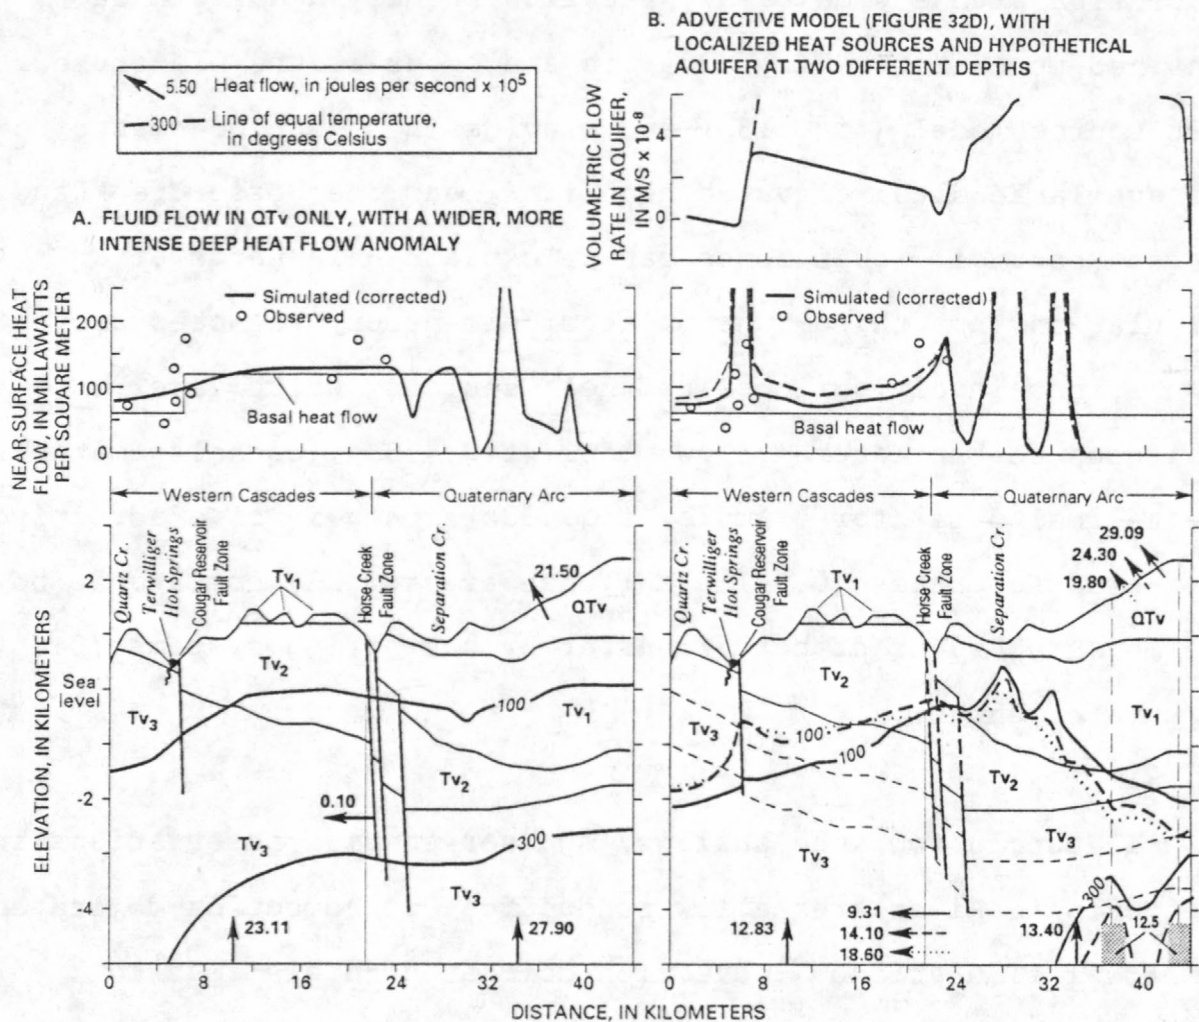 B. ADVECTIVE MODEL (FIGURE 32D), WITH
LOCALIZED HEAT SOURCES AND HYPOTHETICAL
AQUIFER AT TWO DIFFERENT DEPTHS
5.50 Heat flow, in joules per second x 10⁵
300 Line of equal temperature,
in degrees Celsius
VOLUMETRIC FLOW
RATE IN AQUIFER,
IN M/S x 10⁻⁸
4
0
A. FLUID FLOW IN QTv ONLY, WITH A WIDER, MORE
INTENSE DEEP HEAT FLOW ANOMALY
NEAR-SURFACE HEAT
FLOW, IN MILLAWATTS
PER SQUARE METER
200
100
0
Simulated (corrected)
Observed
Basal heat flow
Simulated (corrected)
Observed
Basal heat flow
Western Cascades
Quaternary Arc
Western Cascades
Quaternary Arc
ELEVATION, IN KILOMETERS
2
Sea
level
-2
-4
Quartz Cr.
Terwilliger
Hot Springs
Cougar Reservoir
Fault Zone
Tv₁
Horse Creek
Fault Zone
Separation Cr.
21.50
QTv
Tv₂
Tv₃
100
Tv₁
Tv₂
0.10
Tv₃
300
Tv₃
23.11
27.90
0
8
16
24
32
40
Quartz Cr.
Terwilliger
Hot Springs
Cougar Reservoir
Fault Zone
Tv₁
Horse Creek
Fault Zone
Separation Cr.
29.09
24.30
19.80
QTv
Tv₂
Tv₃
100
100
Tv₁
Tv₂
Tv₃
Tv₃
300
9.31
14.10
18.60
12.83
13.40
12.5
0
8
16
24
32
40
DISTANCE, IN KILOMETERS